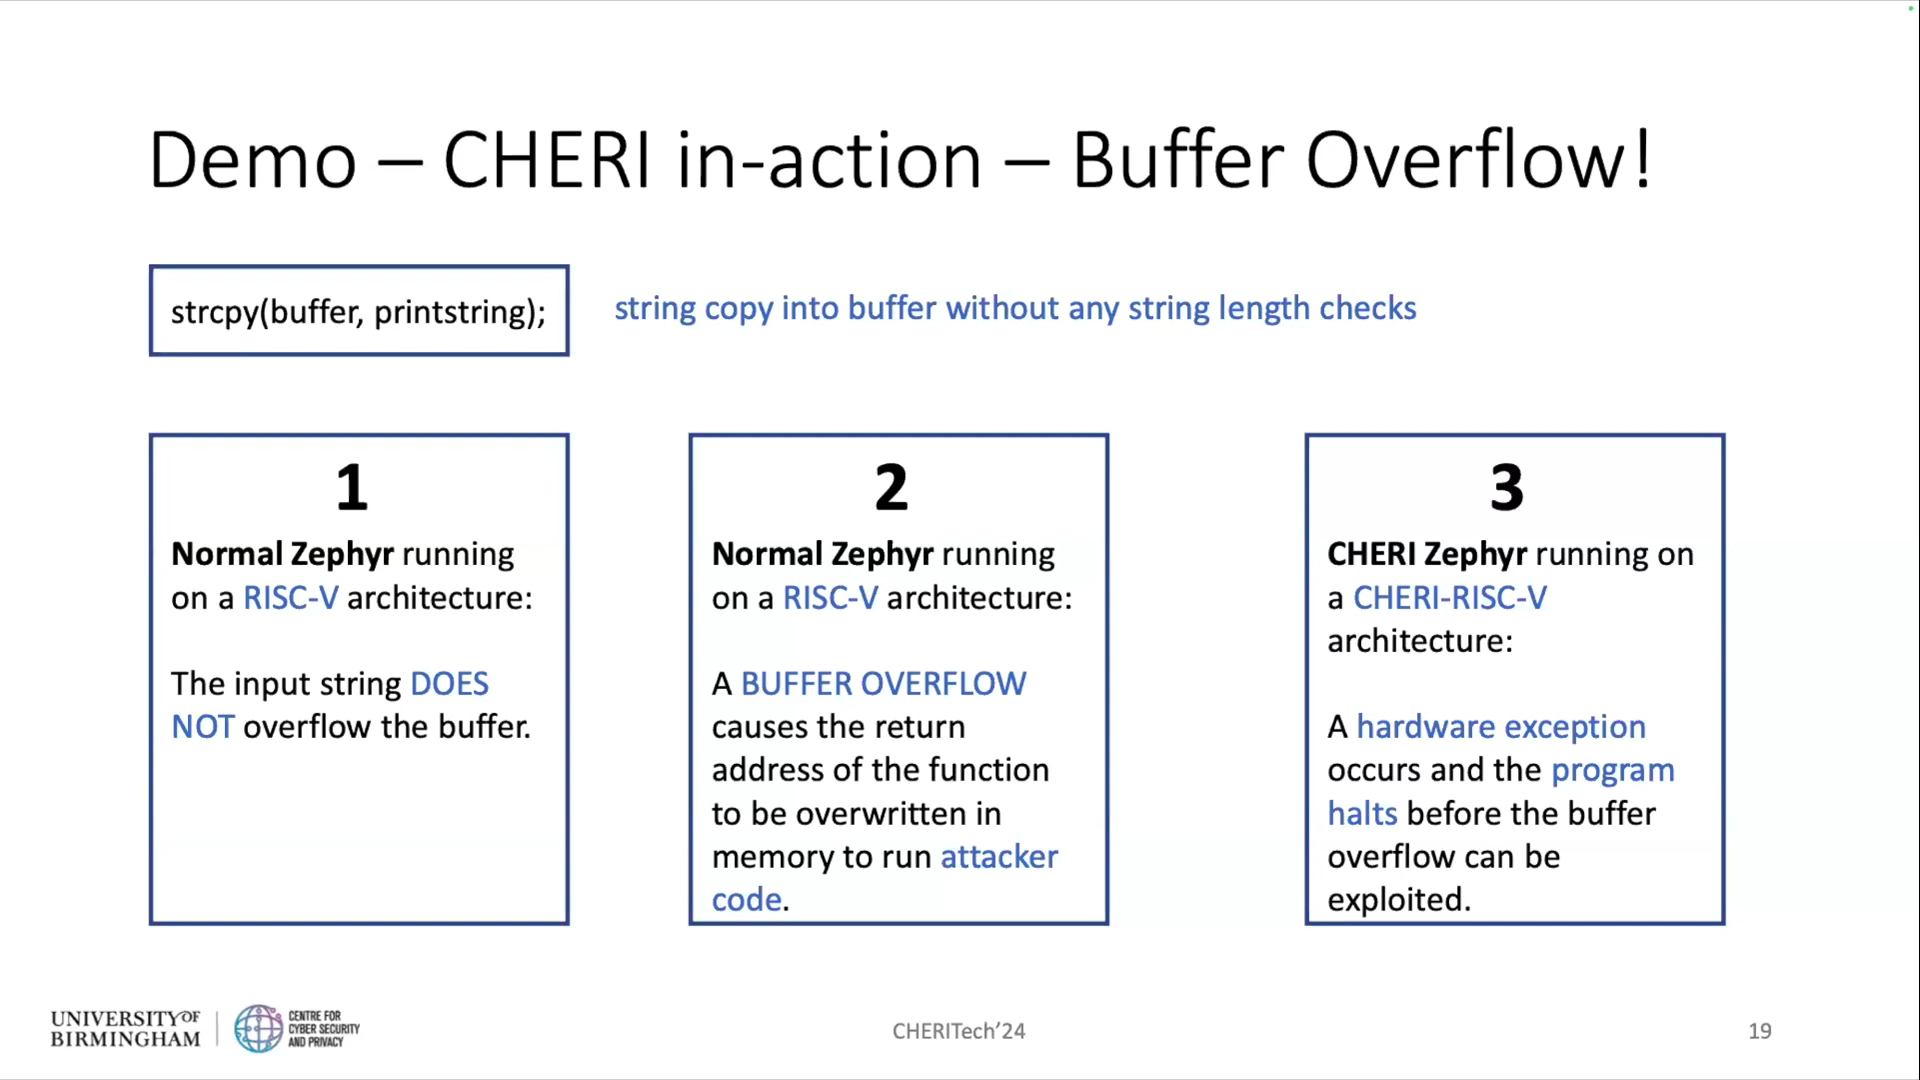 Demo – CHERI in-action – Buffer Overflow!
strcpy(buffer, printstring);
string copy into buffer without any string length checks
1
Normal Zephyr running
on a RISC-V architecture:
The input string DOES
NOT overflow the buffer.
2
Normal Zephyr running
on a RISC-V architecture:
A BUFFER OVERFLOW
causes the return
address of the function
to be overwritten in
memory to run attacker
code.
3
CHERI Zephyr running on
a CHERI-RISC-V
architecture:
A hardware exception
occurs and the program
halts before the buffer
overflow can be
exploited.
UNIVERSITY OF
BIRMINGHAM
CENTRE FOR
CYBER SECURITY
AND PRIVACY
CHERITech’24
19